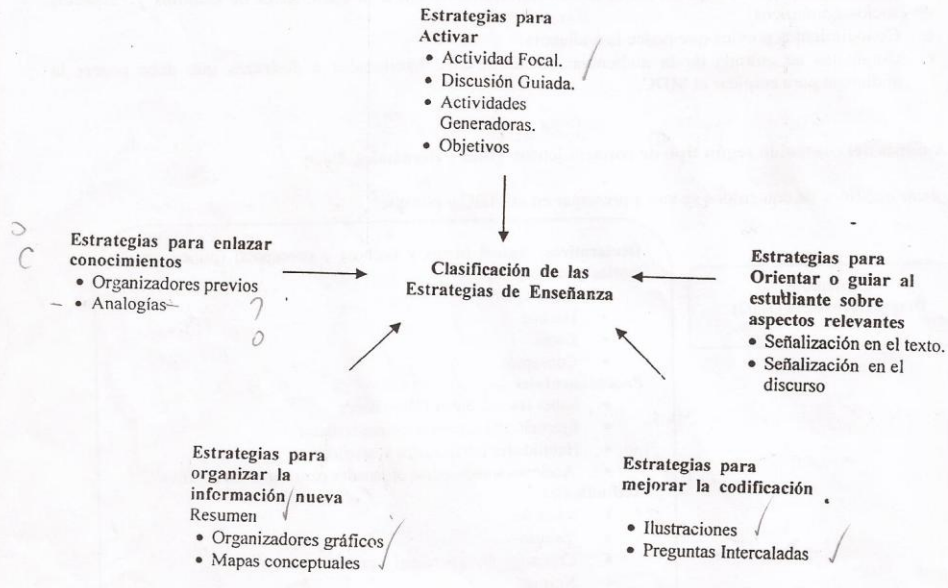 Estrategias para
Activar
• Actividad Focal.
• Discusión Guiada.
• Actividades
Generadoras.
• Objetivos
Estrategias para enlazar
conocimientos
• Organizadores previos
• Analogías
Clasificación de las
Estrategias de Enseñanza
Estrategias para
Orientar o guiar al
estudiante sobre
aspectos relevantes
• Señalización en el texto.
• Señalización en el
discurso
Estrategias para
organizar la
información nueva
Resumen
• Organizadores gráficos
• Mapas conceptuales
Estrategias para
mejorar la codificación
• Ilustraciones
• Preguntas Intercaladas